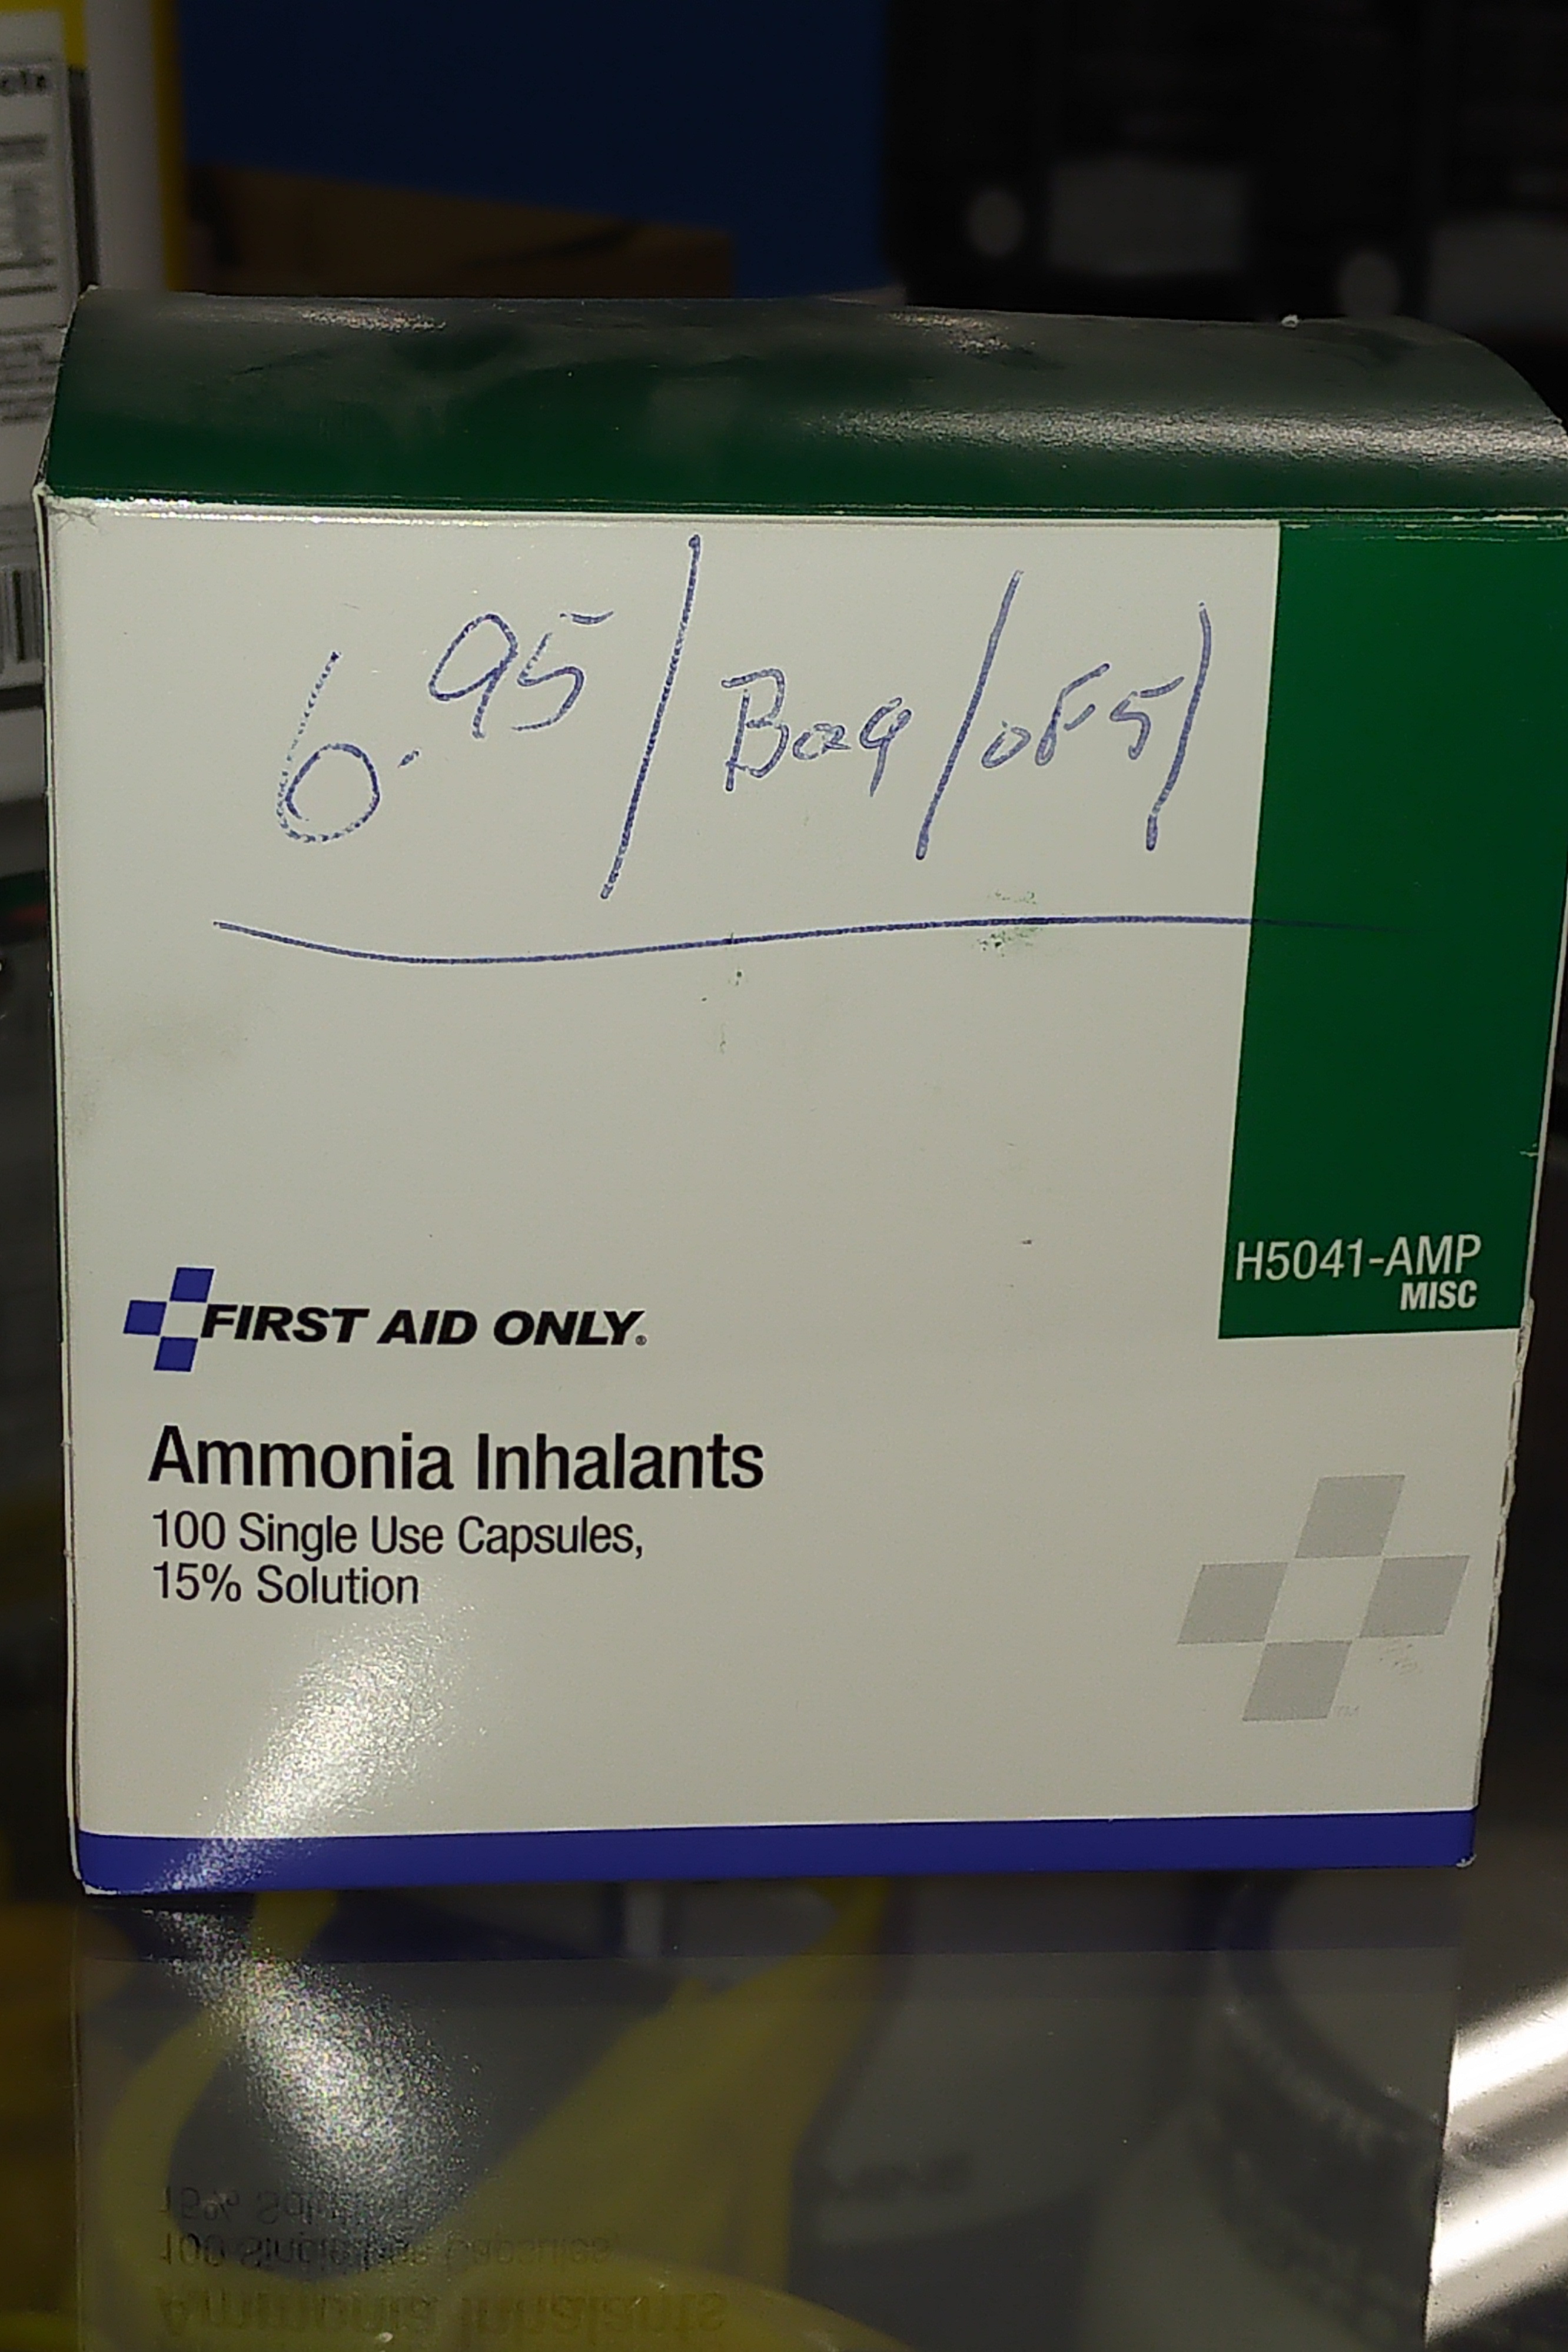 6.95/Bag/of 5)
H5041-AMP
MISC
FIRST AID ONLY®
Ammonia Inhalants
100 Single Use Capsules,
15% Solution
TM